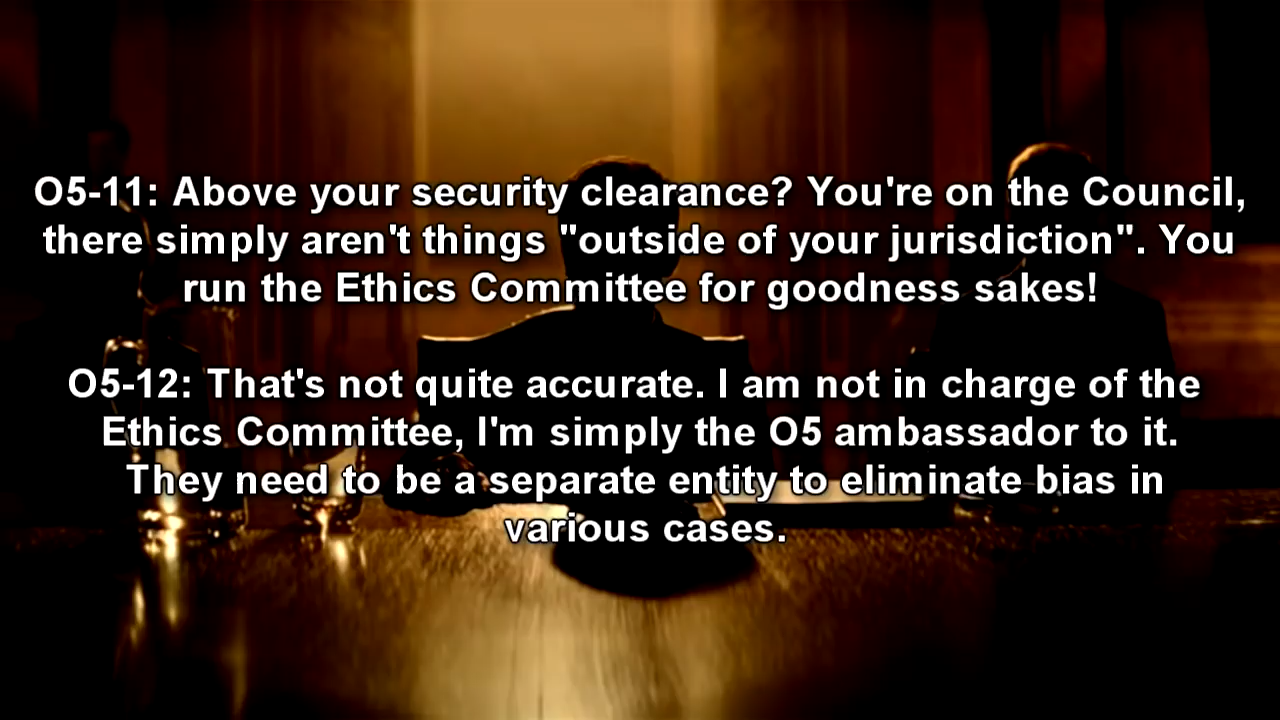 O5-11: Above your security clearance? You're on the Council,
there simply aren't things "outside of your jurisdiction". You
run the Ethics Committee for goodness sakes!
O5-12: That's not quite accurate. I am not in charge of the
Ethics Committee, I'm simply the O5 ambassador to it.
They need to be a separate entity to eliminate bias in
various cases.